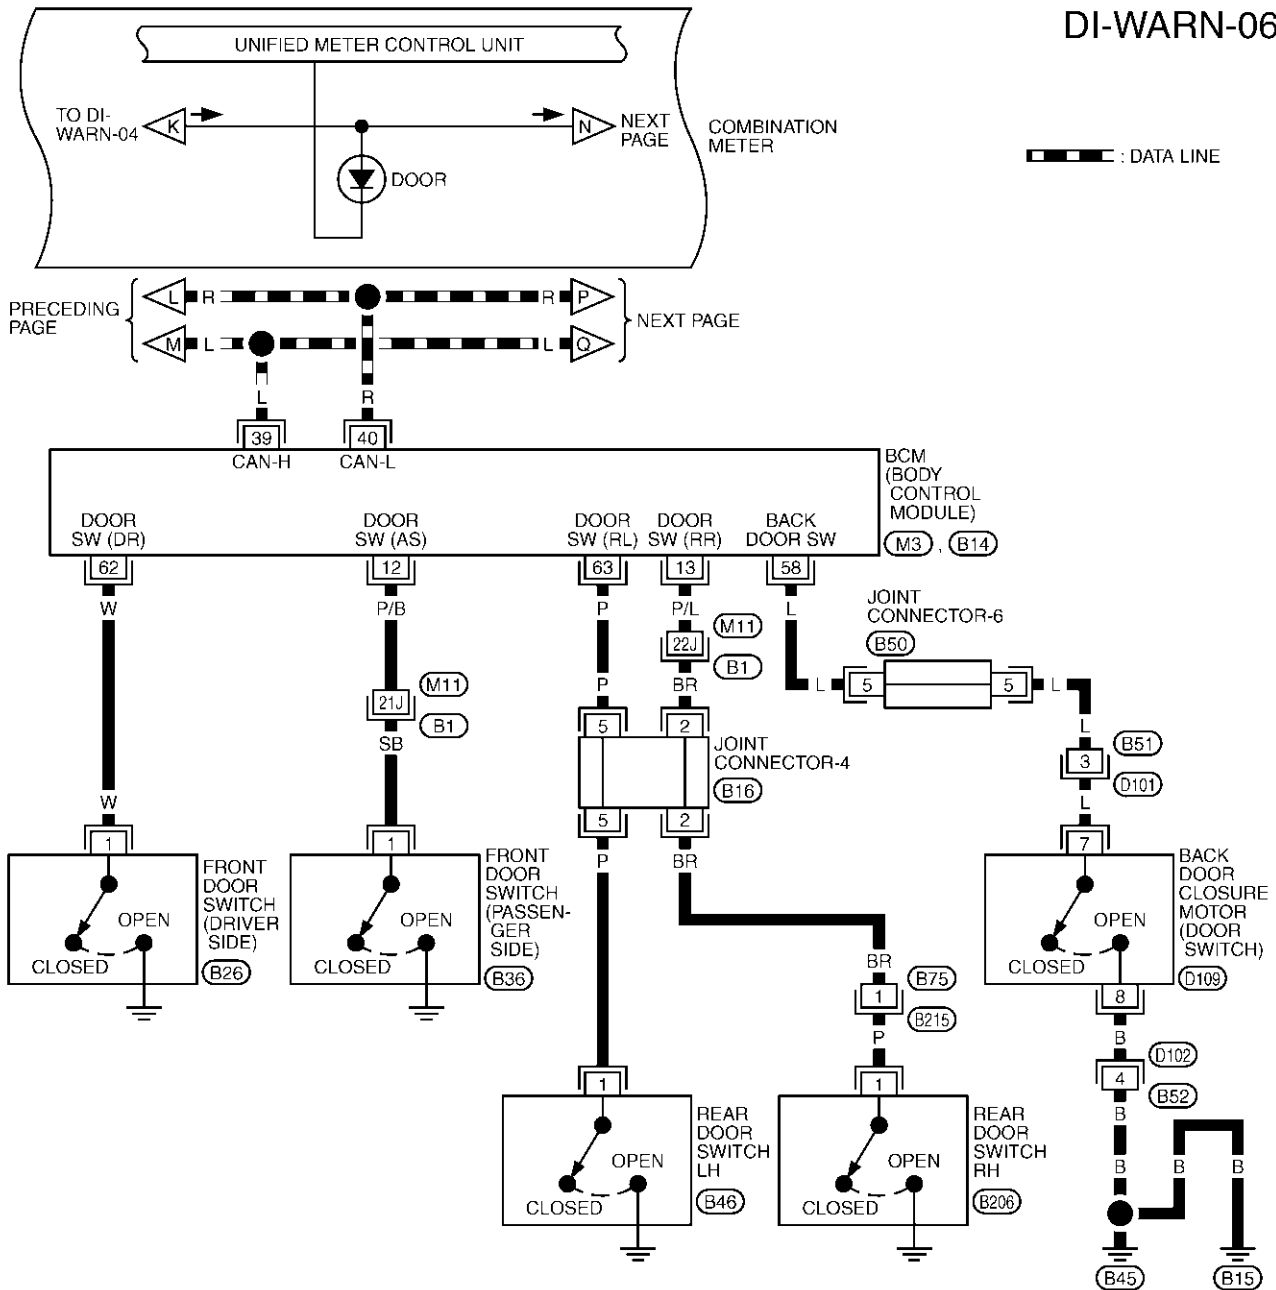 DI-WARN-06
UNIFIED METER CONTROL UNIT
TO DI-
WARN-04
K
N
NEXT
PAGE
COMBINATION
METER
DOOR
: DATA LINE
PRECEDING
PAGE
L
R
R
P
M
L
L
Q
NEXT PAGE
L
R
39
40
CAN-H
CAN-L
BCM
(BODY
CONTROL
MODULE)
M3 , B14
DOOR
SW (DR)
DOOR
SW (AS)
DOOR
SW (RL)
DOOR
SW (RR)
BACK
DOOR SW
62
12
63
13
58
W
P/B
P
P/L
L
JOINT
CONNECTOR-6
B50
M11
22J
B1
M11
21J
B1
SB
P
BR
L
5
5
L
L
B51
3
D101
L
5
2
JOINT
CONNECTOR-4
B16
5
2
W
P
BR
1
1
7
FRONT
DOOR
SWITCH
(DRIVER
SIDE)
B26
OPEN
CLOSED
FRONT
DOOR
SWITCH
(PASSEN-
GER
SIDE)
B36
OPEN
CLOSED
BACK
DOOR
CLOSURE
MOTOR
(DOOR
SWITCH)
D109
OPEN
CLOSED
BR
B75
1
B215
P
8
B
D102
4
B52
B
1
1
REAR
DOOR
SWITCH
LH
B46
OPEN
CLOSED
REAR
DOOR
SWITCH
RH
B206
OPEN
CLOSED
B
B
B
B45
B15